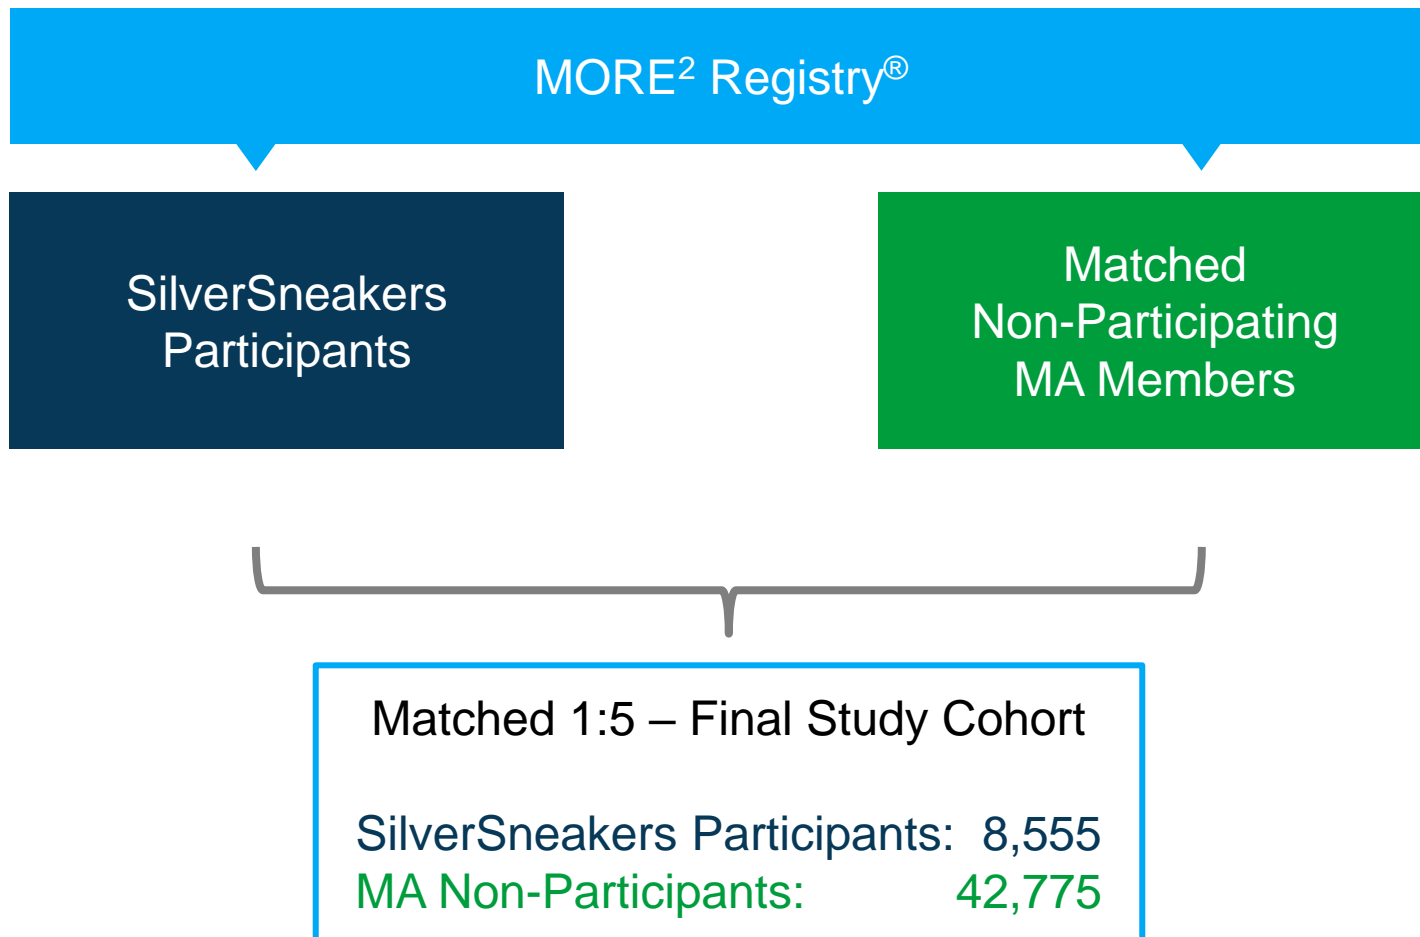 MORE² Registry®
SilverSneakers
Participants
Matched
Non-Participating
MA Members
Matched 1:5 – Final Study Cohort
SilverSneakers Participants: 8,555
MA Non-Participants: 42,775